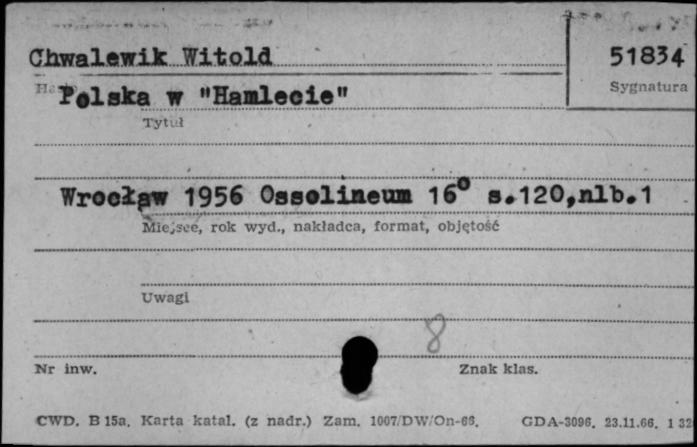 Chwalewik Witold 51834
Hasło Sygnatura
Polska w "Hamlecie"
Tytuł
Wrocław 1956 Ossolineum 16° s.120,nlb.1
Miejsce, rok wyd., nakładca, format, objętość
Uwagi
8
Nr inw. Znak klas.
CWD. B 15a. Karta katal. (z nadr.) Zam. 1007/DW/On-66. GDA-3096. 23.11.66. 1 32